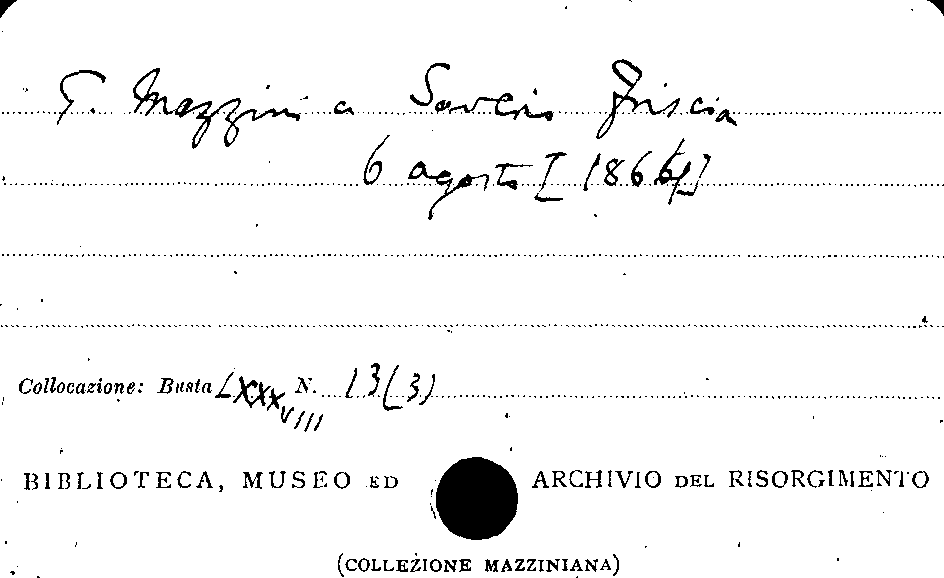 G. Mazzini a Saverio Friscia
6 agosto [1866]
Collocazione: Busta LXXXVIII N. 13(3)
BIBLIOTECA, MUSEO ED ARCHIVIO DEL RISORGIMENTO
(COLLEZIONE MAZZINIANA)